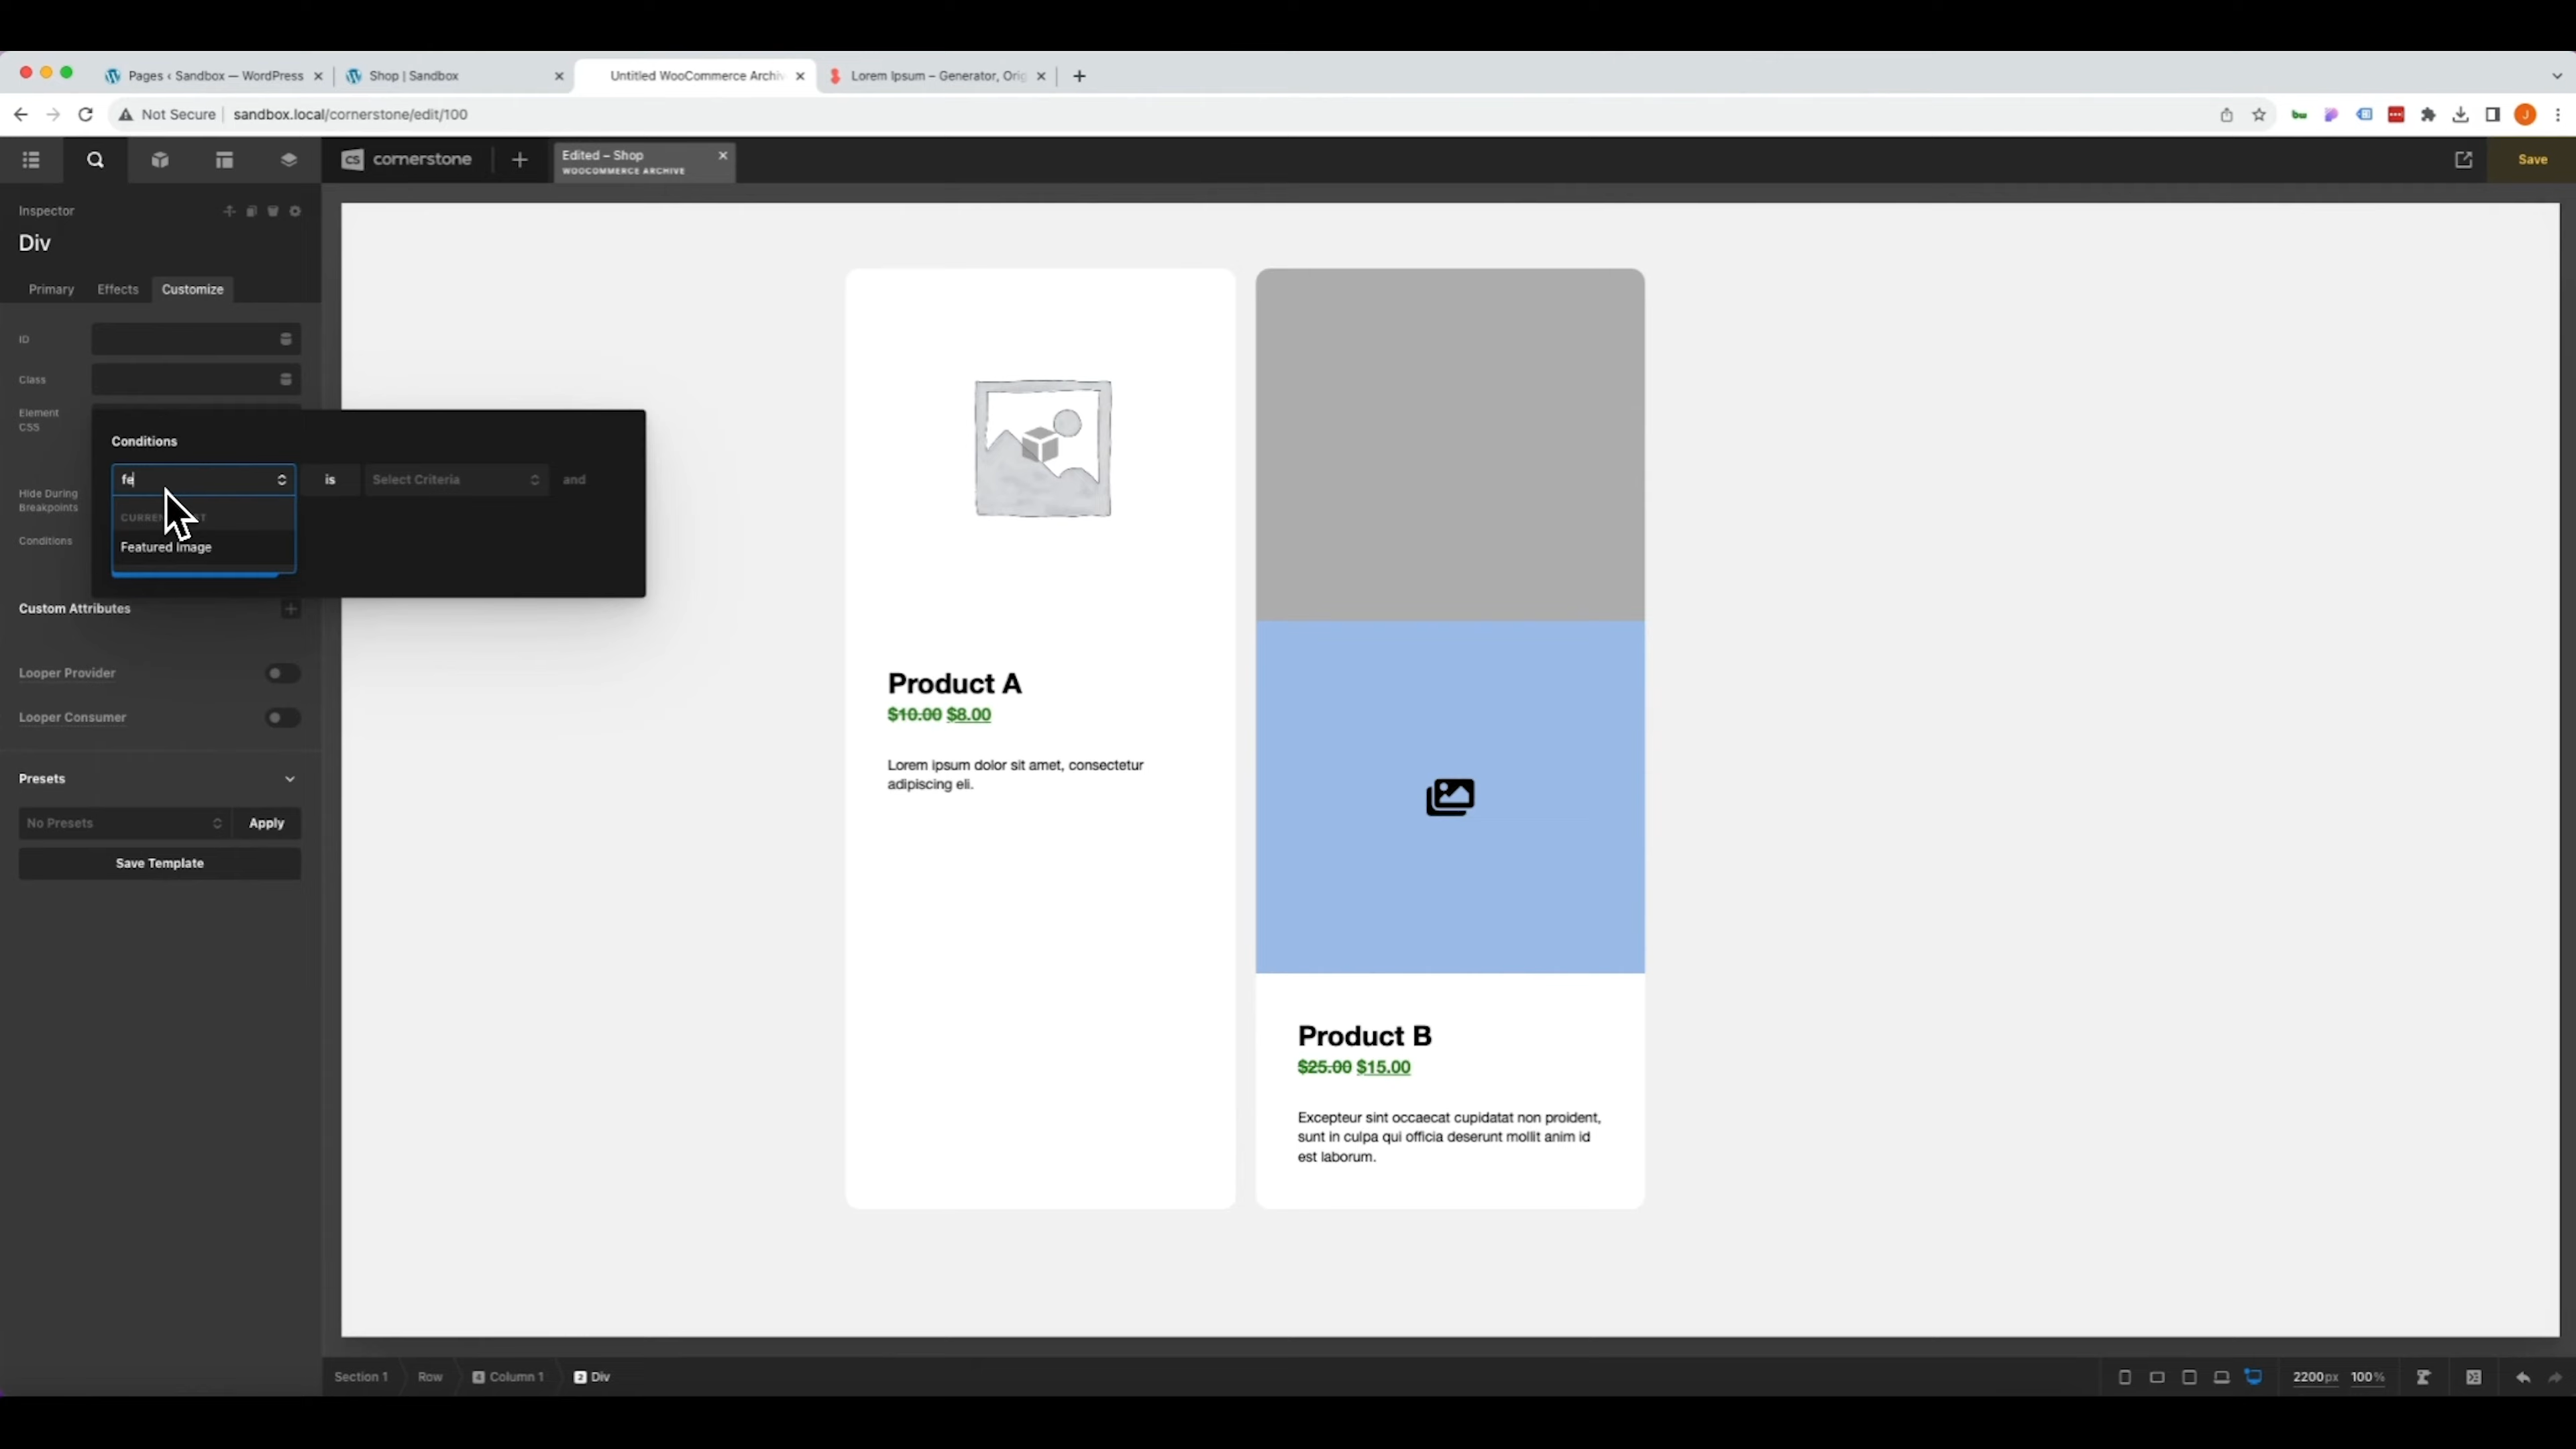 Pages ‹ Sandbox — WordPress
Shop | Sandbox
Untitled WooCommerce Archiv
Lorem Ipsum – Generator, Orig
Not Secure
sandbox.local/cornerstone/edit/100
J
cs cornerstone
Edited – Shop
WOOCOMMERCE ARCHIVE
Save
Inspector
Div
Primary
Effects
Customize
ID
Class
Element
CSS
Conditions
fe
is
Select Criteria
and
Hide During
Breakpoints
Featured Image
Conditions
Custom Attributes
Looper Provider
Looper Consumer
Presets
No Presets
Apply
Save Template
Product A
$10.00 $8.00
Lorem ipsum dolor sit amet, consectetur
adipiscing eli.
Product B
$25.00 $15.00
Excepteur sint occaecat cupidatat non proident,
sunt in culpa qui officia deserunt mollit anim id
est laborum.
Section 1
Row
Column 1
2 Div
2200px
100%